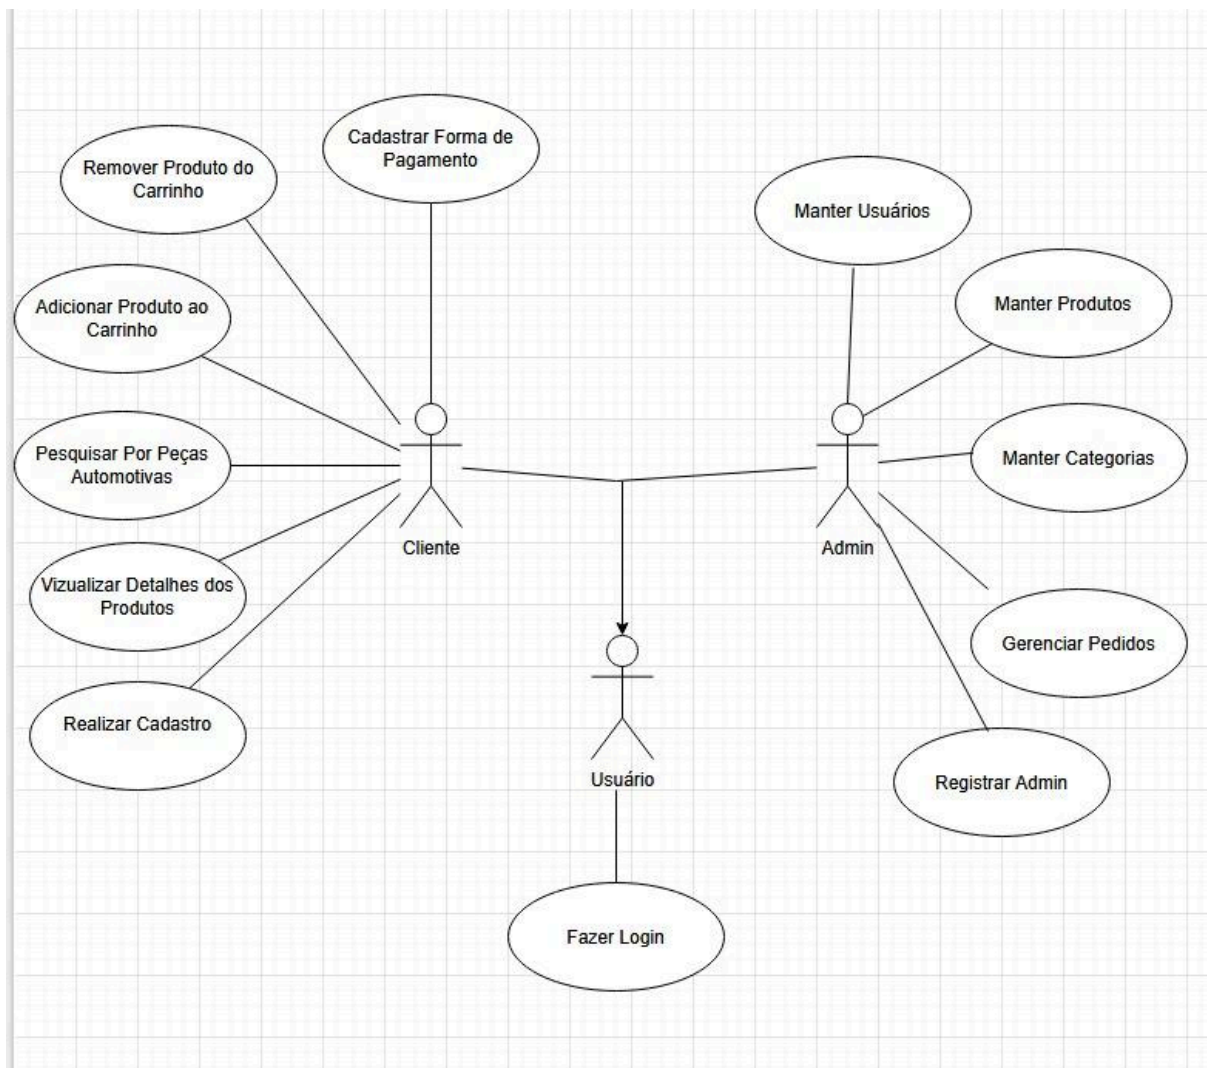 Cadastrar Forma de
Pagamento
Remover Produto do
Carrinho
Manter Usuários
Adicionar Produto ao
Carrinho
Manter Produtos
Pesquisar Por Peças
Automotivas
Manter Categorias
Cliente
Admin
Vizualizar Detalhes dos
Produtos
Gerenciar Pedidos
Realizar Cadastro
Usuário
Registrar Admin
Fazer Login